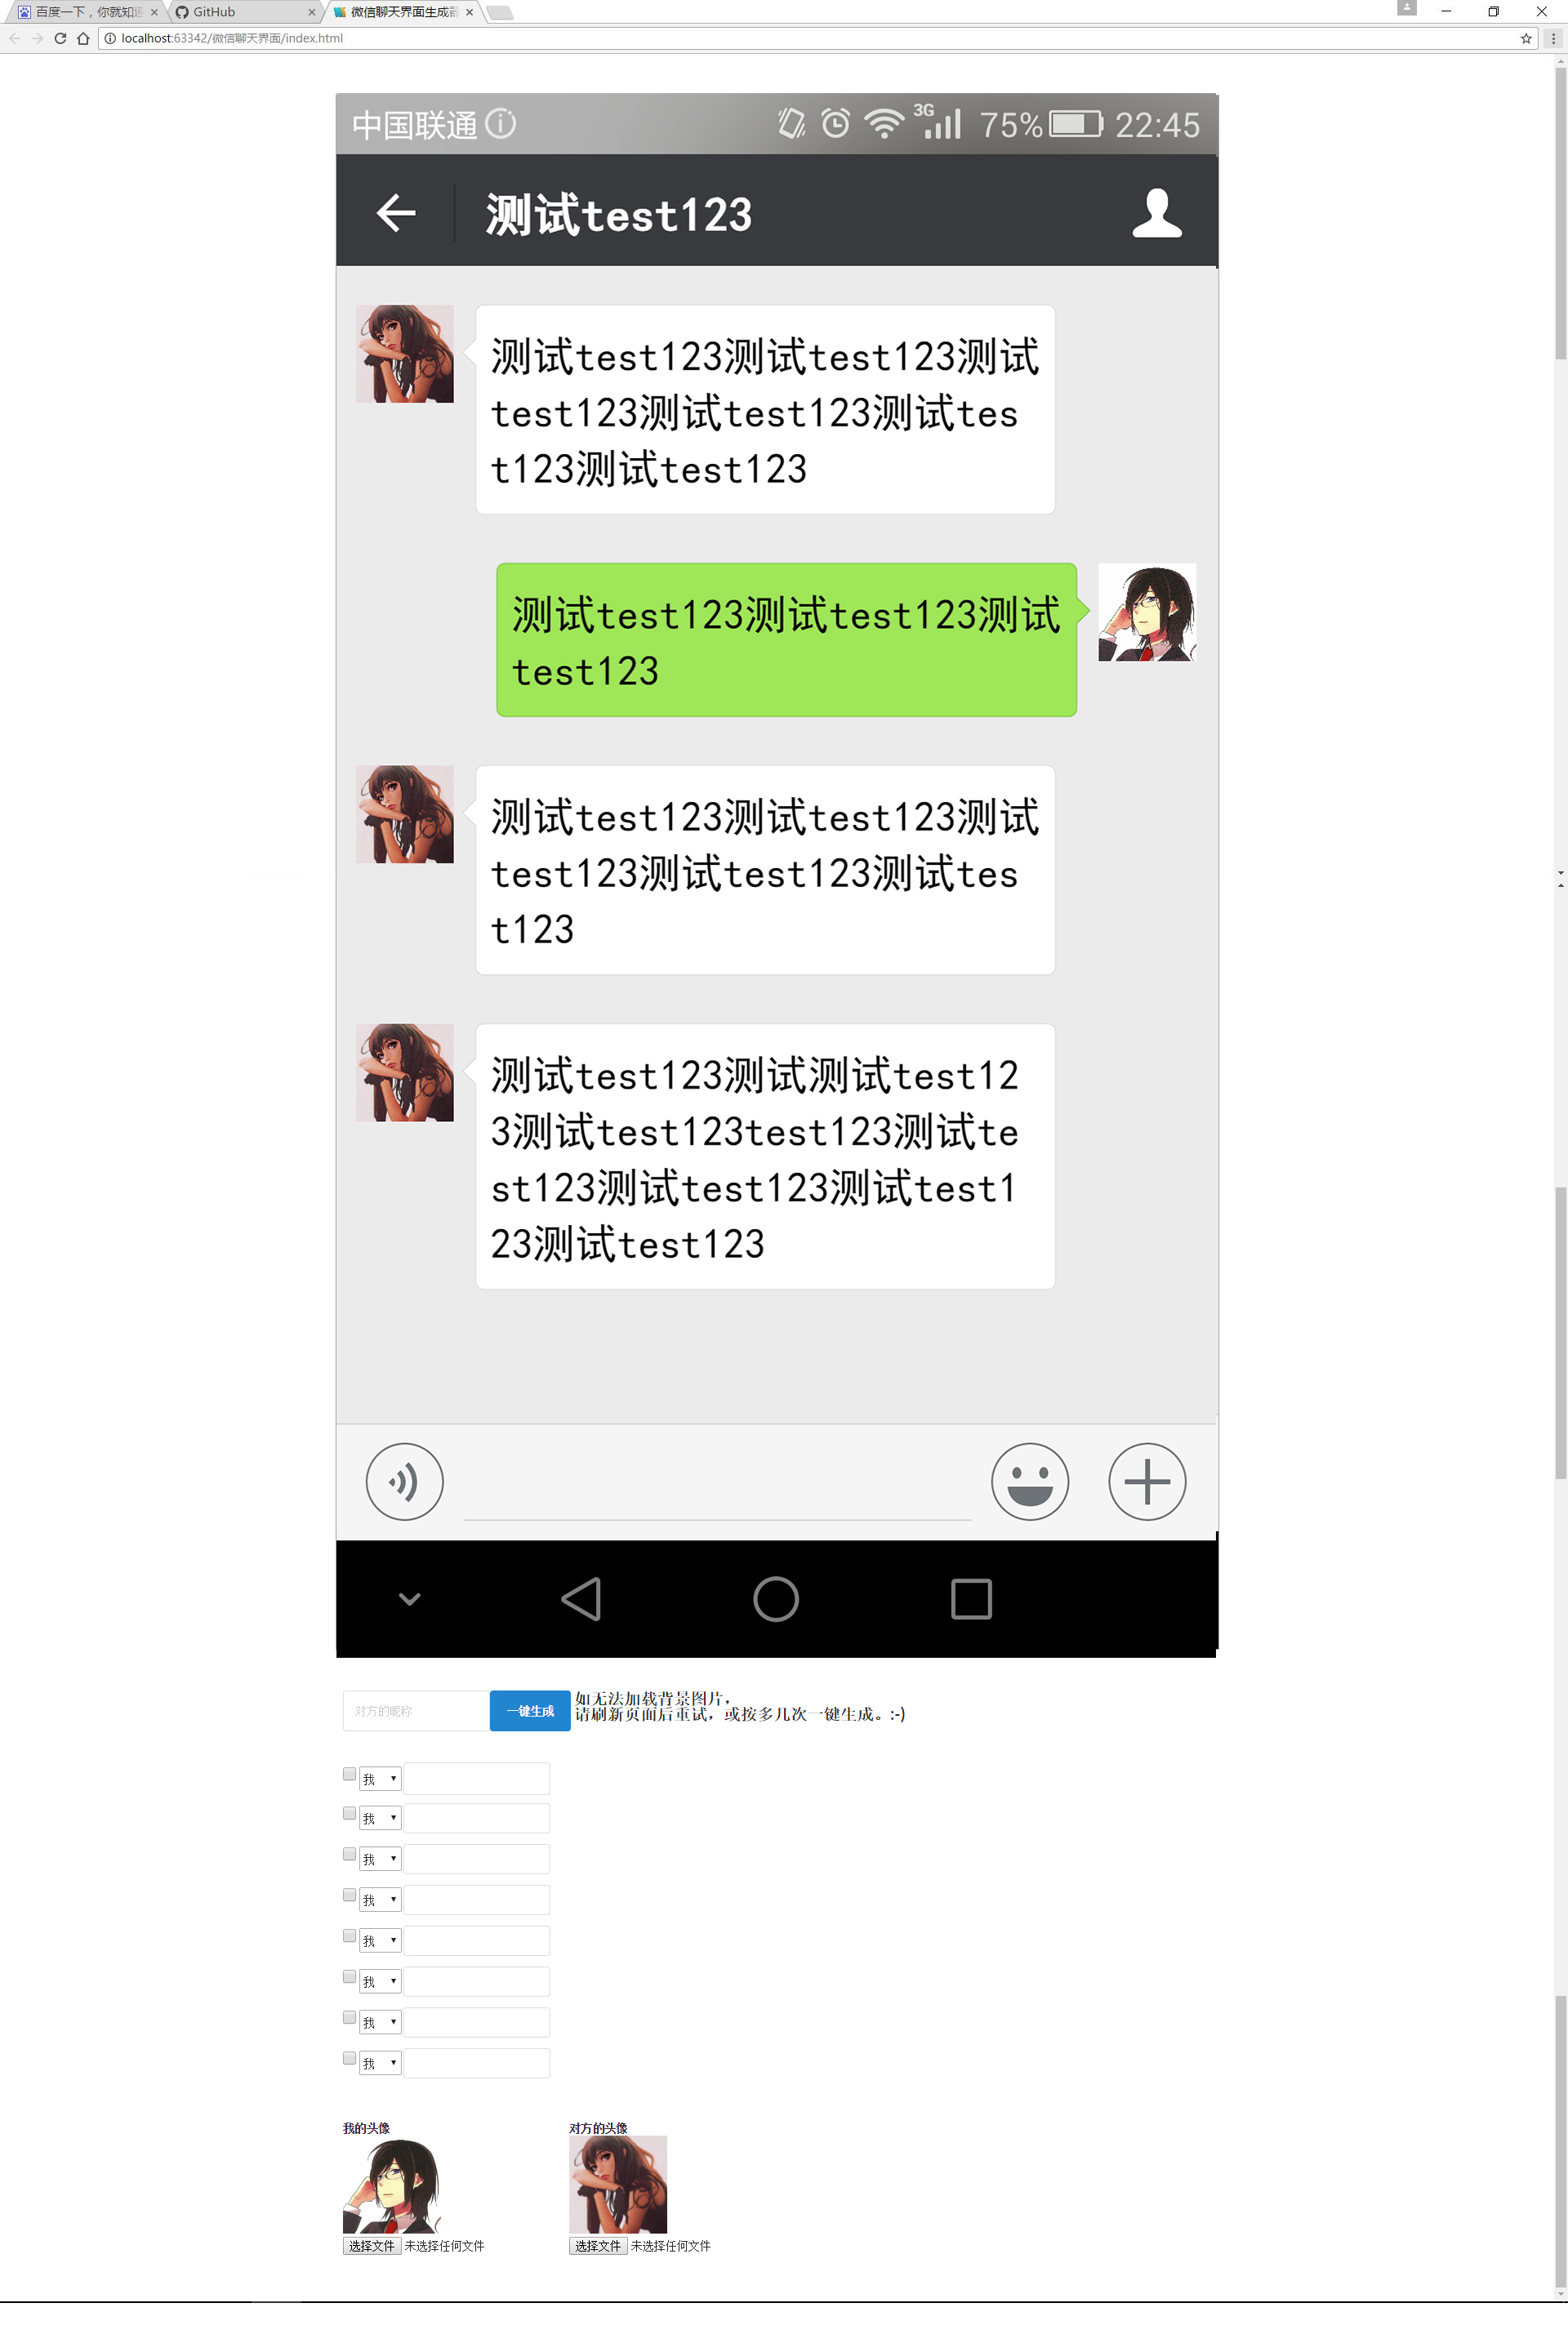 百度一下，你就知道
GitHub
微信聊天界面生成器
localhost:63342/微信聊天界面/index.html
中国联通
3G
75%
22:45
测试test123
测试test123测试test123测试
test123测试test123测试tes
t123测试test123
测试test123测试test123测试
test123
测试test123测试test123测试
test123测试test123测试tes
t123
测试test123测试测试test12
3测试test123test123测试te
st123测试test123测试test1
23测试test123
对方的昵称
一键生成
如无法加载背景图片，
请刷新页面后重试，或按多几次一键生成。:-)
我
我
我
我
我
我
我
我
我的头像
对方的头像
选择文件 未选择任何文件
选择文件 未选择任何文件